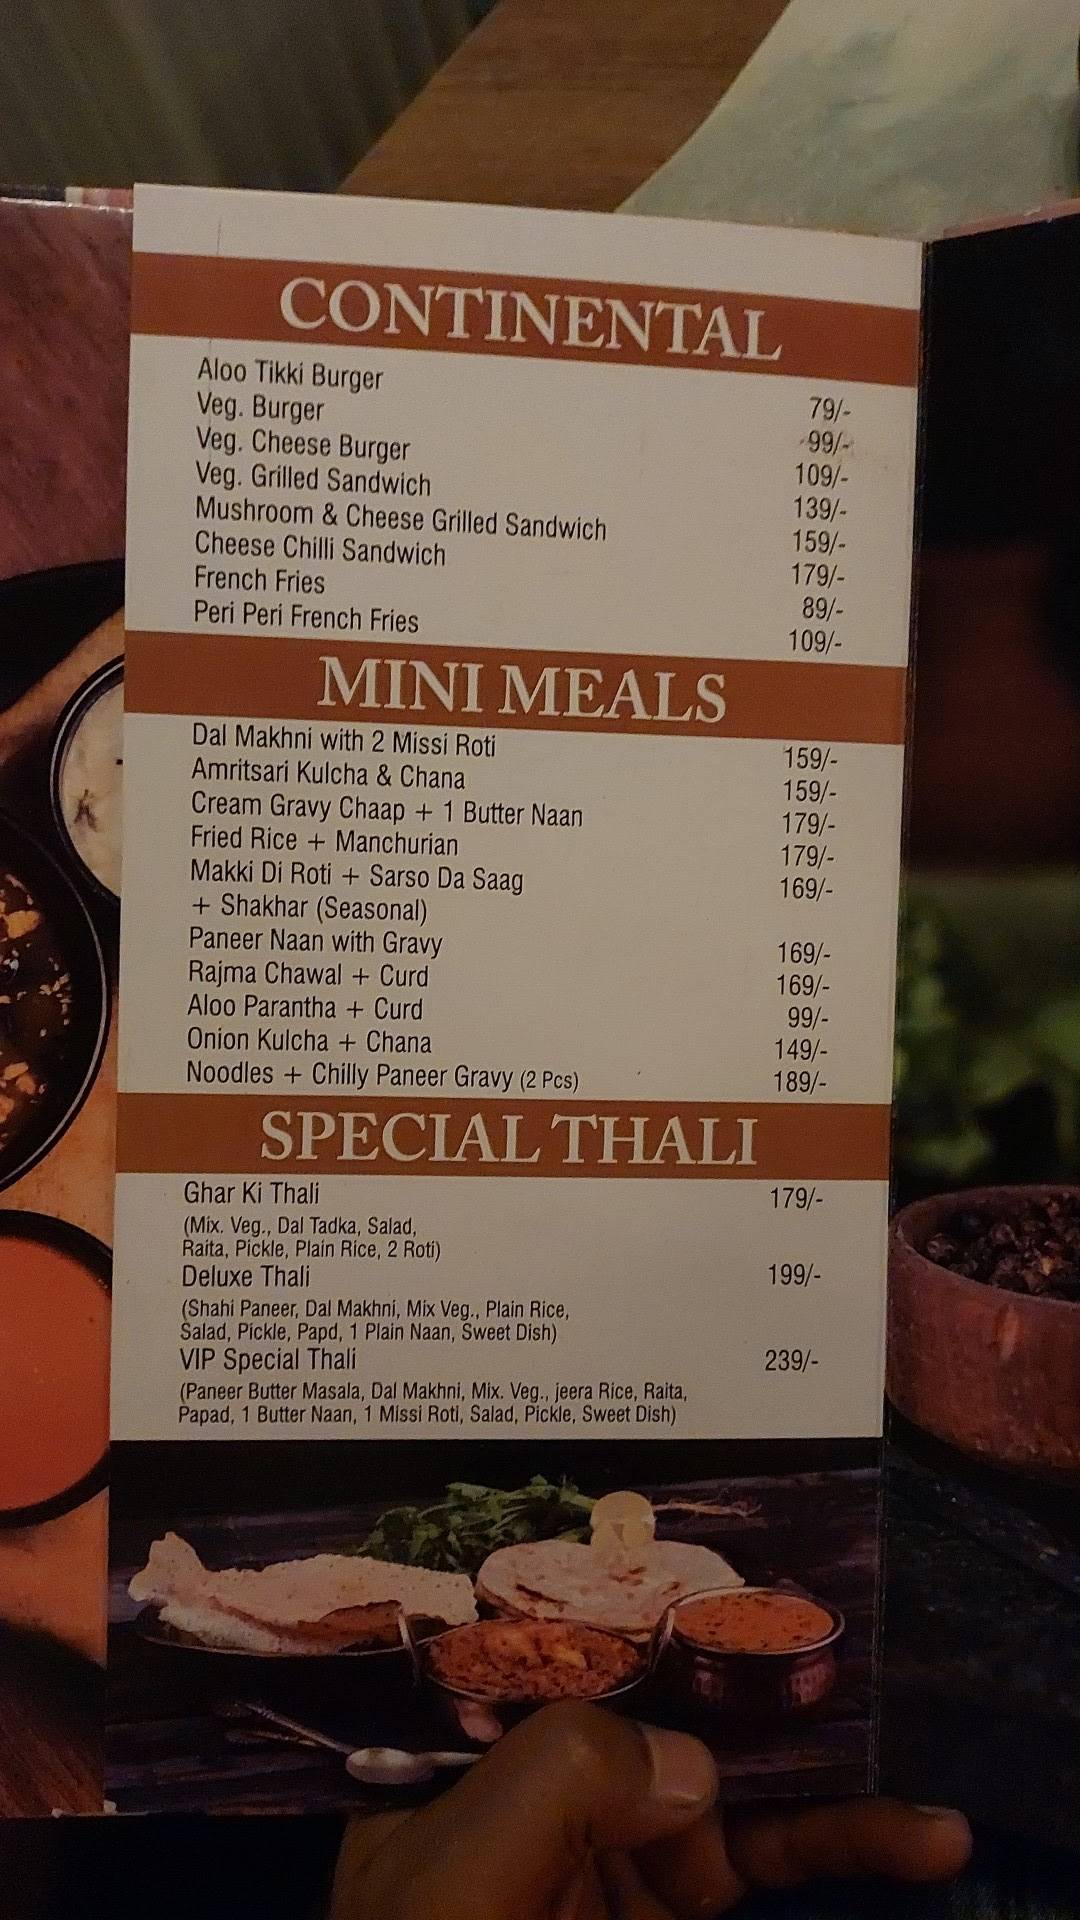 CONTINENTAL
Aloo Tikki Burger 79/-
Veg. Burger 99/-
Veg. Cheese Burger 109/-
Veg. Grilled Sandwich 139/-
Mushroom & Cheese Grilled Sandwich 159/-
Cheese Chilli Sandwich 179/-
French Fries 89/-
Peri Peri French Fries 109/-
MINI MEALS
Dal Makhni with 2 Missi Roti 159/-
Amritsari Kulcha & Chana 159/-
Cream Gravy Chaap + 1 Butter Naan 179/-
Fried Rice + Manchurian 179/-
Makki Di Roti + Sarso Da Saag 169/-
+ Shakhar (Seasonal)
Paneer Naan with Gravy 169/-
Rajma Chawal + Curd 169/-
Aloo Parantha + Curd 99/-
Onion Kulcha + Chana 149/-
Noodles + Chilly Paneer Gravy (2 Pcs) 189/-
SPECIAL THALI
Ghar Ki Thali 179/-
(Mix. Veg., Dal Tadka, Salad,
Raita, Pickle, Plain Rice, 2 Roti)
Deluxe Thali 199/-
(Shahi Paneer, Dal Makhni, Mix Veg., Plain Rice,
Salad, Pickle, Papd, 1 Plain Naan, Sweet Dish)
VIP Special Thali 239/-
(Paneer Butter Masala, Dal Makhni, Mix. Veg., jeera Rice, Raita,
Papad, 1 Butter Naan, 1 Missi Roti, Salad, Pickle, Sweet Dish)